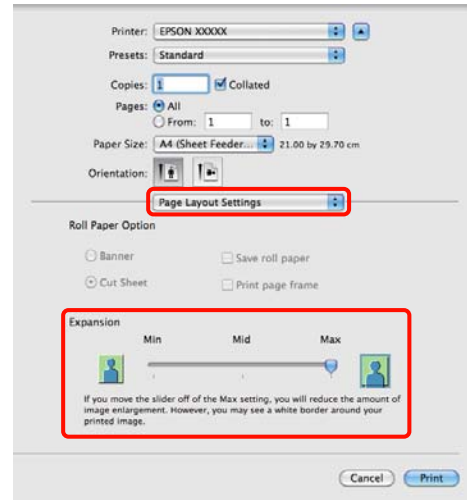 Printer: EPSON XXXXX
Presets: Standard
Copies: 1 Collated
Pages: All
From: 1 to: 1
Paper Size: A4 (Sheet Feeder... 21.00 by 29.70 cm
Orientation:
Page Layout Settings
Roll Paper Option
Banner Save roll paper
Cut Sheet Print page frame
Expansion
Min Mid Max
If you move the slider off of the Max setting, you will reduce the amount of
image enlargement. However, you may see a white border around your
printed image.
Cancel Print